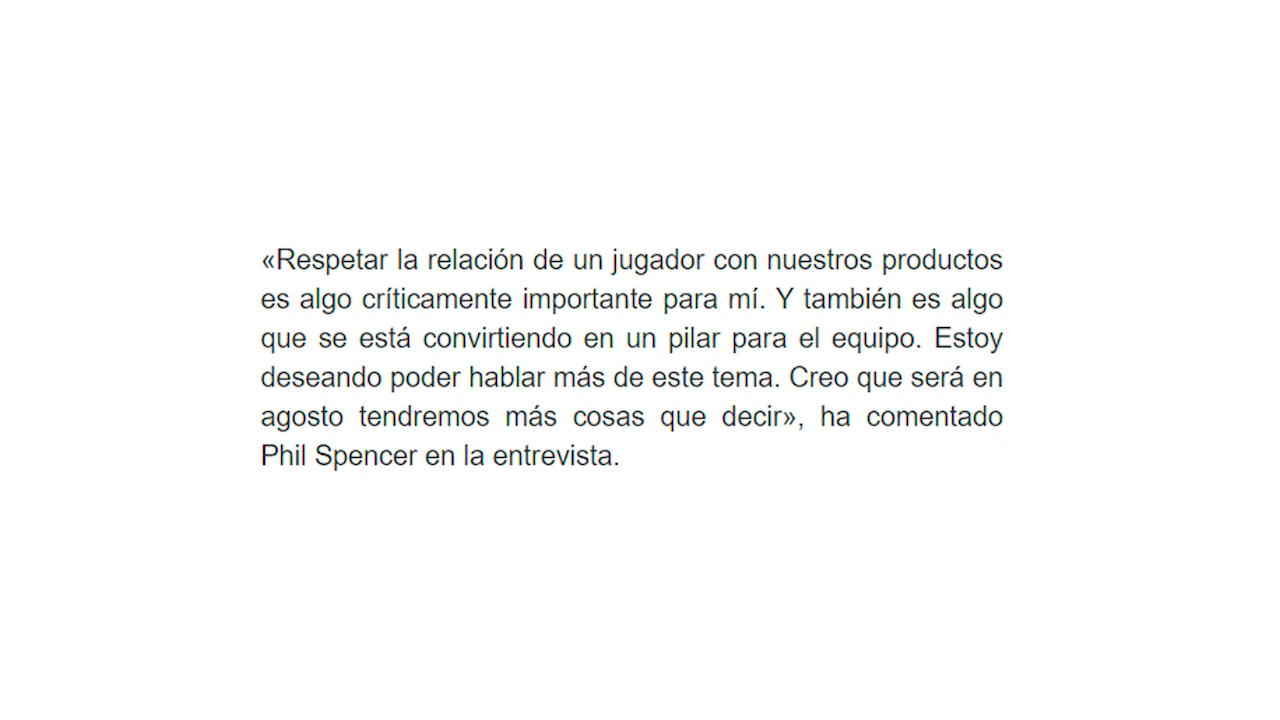 «Respetar la relación de un jugador con nuestros productos
es algo críticamente importante para mí. Y también es algo
que se está convirtiendo en un pilar para el equipo. Estoy
deseando poder hablar más de este tema. Creo que será en
agosto tendremos más cosas que decir», ha comentado
Phil Spencer en la entrevista.